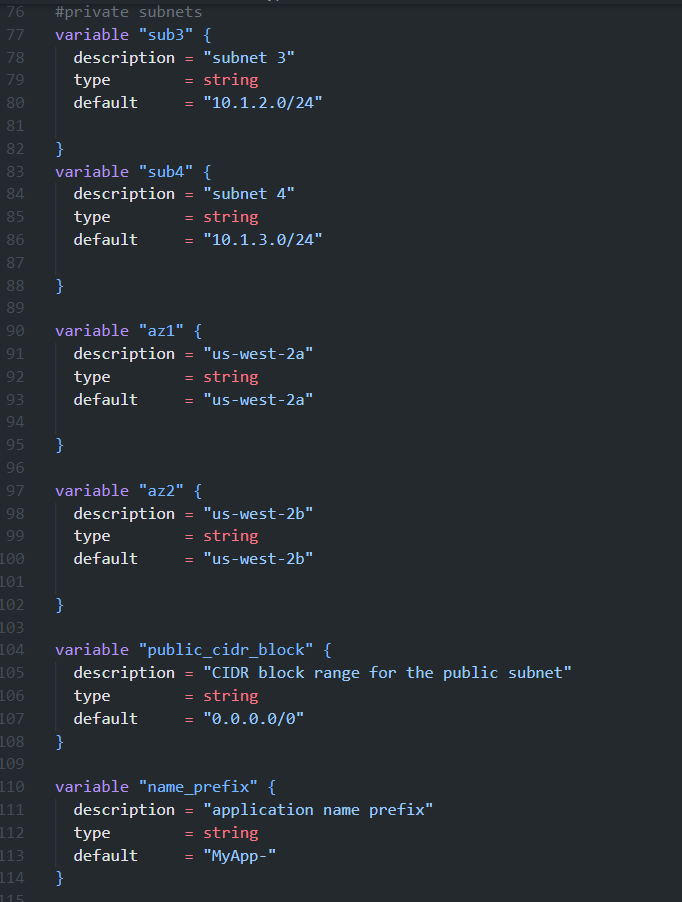 76 #private subnets
77 variable "sub3" {
78 description = "subnet 3"
79 type = string
80 default = "10.1.2.0/24"
81
82 }
83 variable "sub4" {
84 description = "subnet 4"
85 type = string
86 default = "10.1.3.0/24"
87
88 }
89
90 variable "az1" {
91 description = "us-west-2a"
92 type = string
93 default = "us-west-2a"
94
95 }
96
97 variable "az2" {
98 description = "us-west-2b"
99 type = string
100 default = "us-west-2b"
101
102 }
103
104 variable "public_cidr_block" {
105 description = "CIDR block range for the public subnet"
106 type = string
107 default = "0.0.0.0/0"
108 }
109
110 variable "name_prefix" {
111 description = "application name prefix"
112 type = string
113 default = "MyApp-"
114 }
115